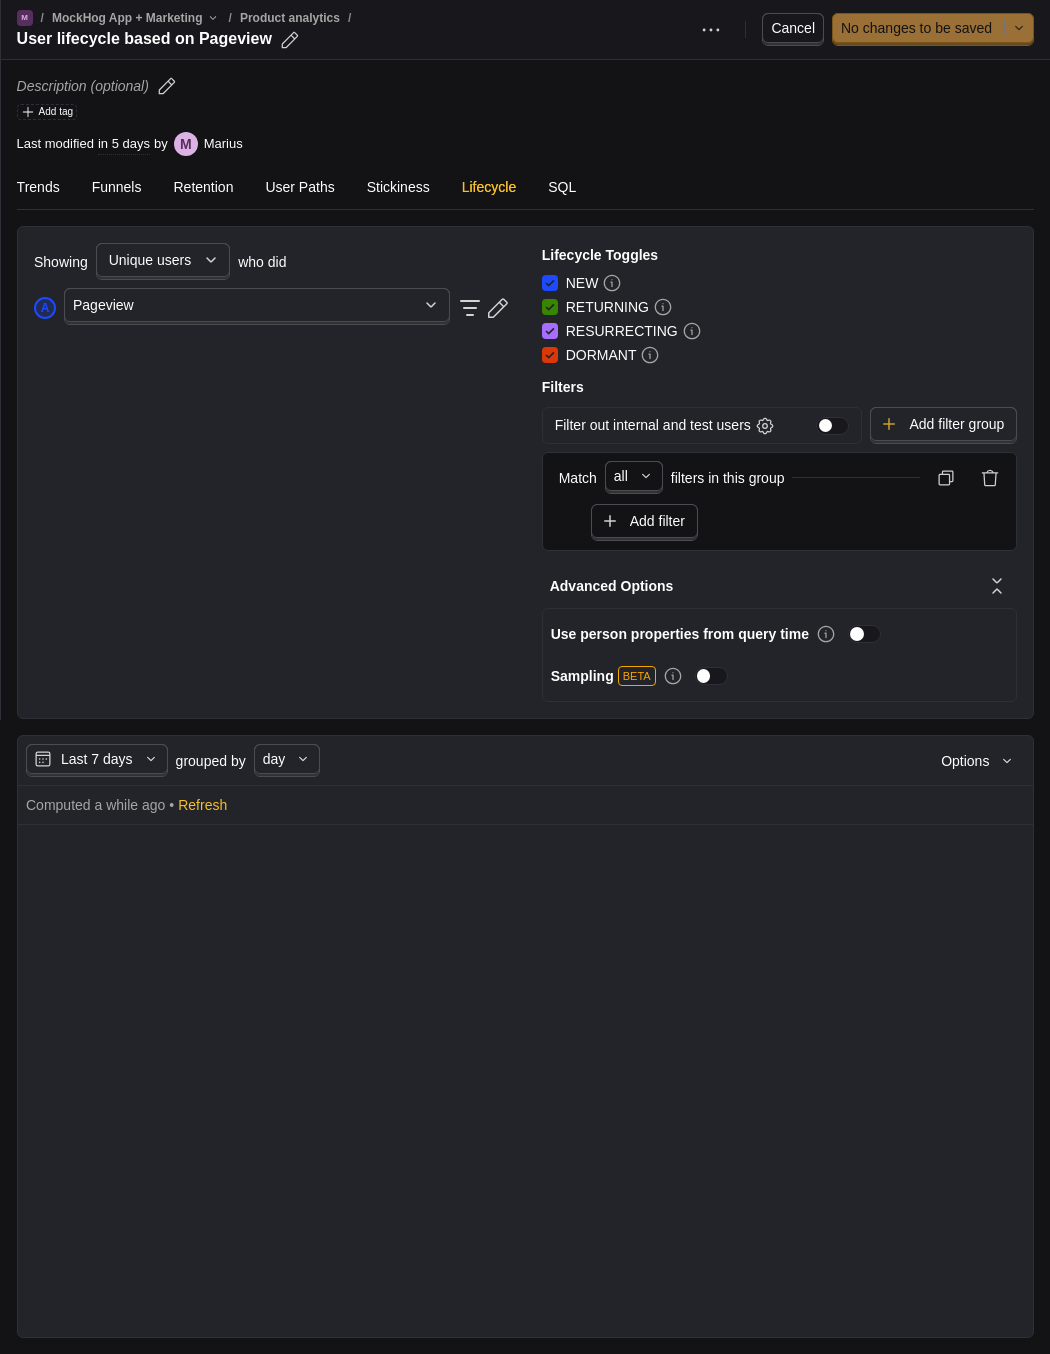 M / MockHog App + Marketing / Product analytics /
User lifecycle based on Pageview
Cancel
No changes to be saved
Description (optional)
Add tag
Last modified in 5 days by M Marius
Trends Funnels Retention User Paths Stickiness Lifecycle SQL
Showing Unique users who did
A Pageview
Lifecycle Toggles
NEW
RETURNING
RESURRECTING
DORMANT
Filters
Filter out internal and test users
Add filter group
Match all filters in this group
Add filter
Advanced Options
Use person properties from query time
Sampling BETA
Last 7 days grouped by day
Options
Computed a while ago • Refresh